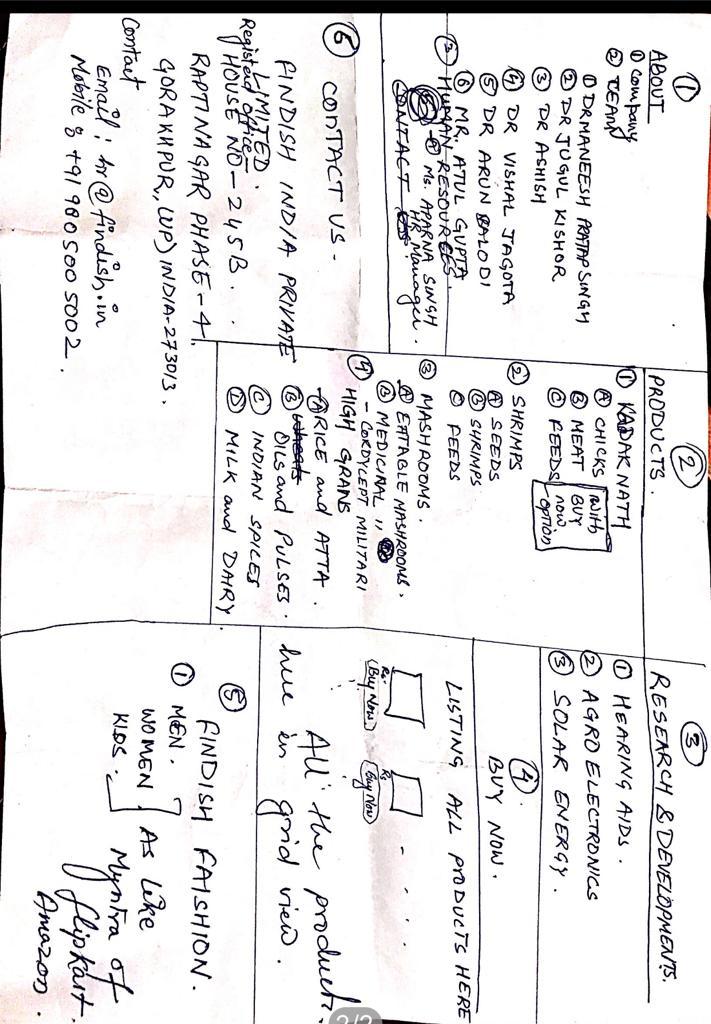 ①
ABOUT
① Company
② TEAM
① DR MANEESH PRATAP SINGH
② DR JUGUL KISHOR
③ DR ASHISH
④ DR VISHAL JAGOTA
⑤ DR ARUN BALODI
⑥ MR. ATUL GUPTA
② HUMAN RESOURCES
Ⓐ Ms. APARNA SINGH
HR Manager.
CONTACT US
②
PRODUCTS.
① KADAKNATH
Ⓐ CHICKS
Ⓑ MEAT
Ⓒ FEEDS
With
BUY
now.
- OPTION
② SHRIMPS
Ⓐ SEEDS
Ⓑ SHRIMPS
Ⓒ FEEDS
③ MASHROOMS.
Ⓐ EATABLE MASHROOMS.
Ⓑ MEDICINAL ,,
- CORDYCEPT MILITARI
④ HIGH GRANS
Ⓐ RICE and ATTA.
Ⓑ wheats
OILS and PULSES.
Ⓒ INDIAN SPICES
Ⓓ MILK and DAIRY
③
RESEARCH & DEVELOPMENTS.
① HEARING AIDS.
② AGRO ELECTRONICS
③ SOLAR ENERGY.
④
BUY NOW.
LISTING ALL PRODUCTS HERE
Rs. Rs
Buy Now Buy Now
All the products
here in grid view.
⑤
FINDISH FAISHION.
① MEN.
WOMEN
KIDS.
As like
Myntra of
flipkart.
Amazon.
⑥ CONTACT US -
FINDISH INDIA PRIVATE
LIMITED.
Registerd office -
HOUSE NO - 245B.
RAPTINAGAR PHASE - 4
GORAKHPUR, (UP) INDIA-273013.
Contact
Email : hr@findish.in
Mobile : +91 9805005002.
2/2